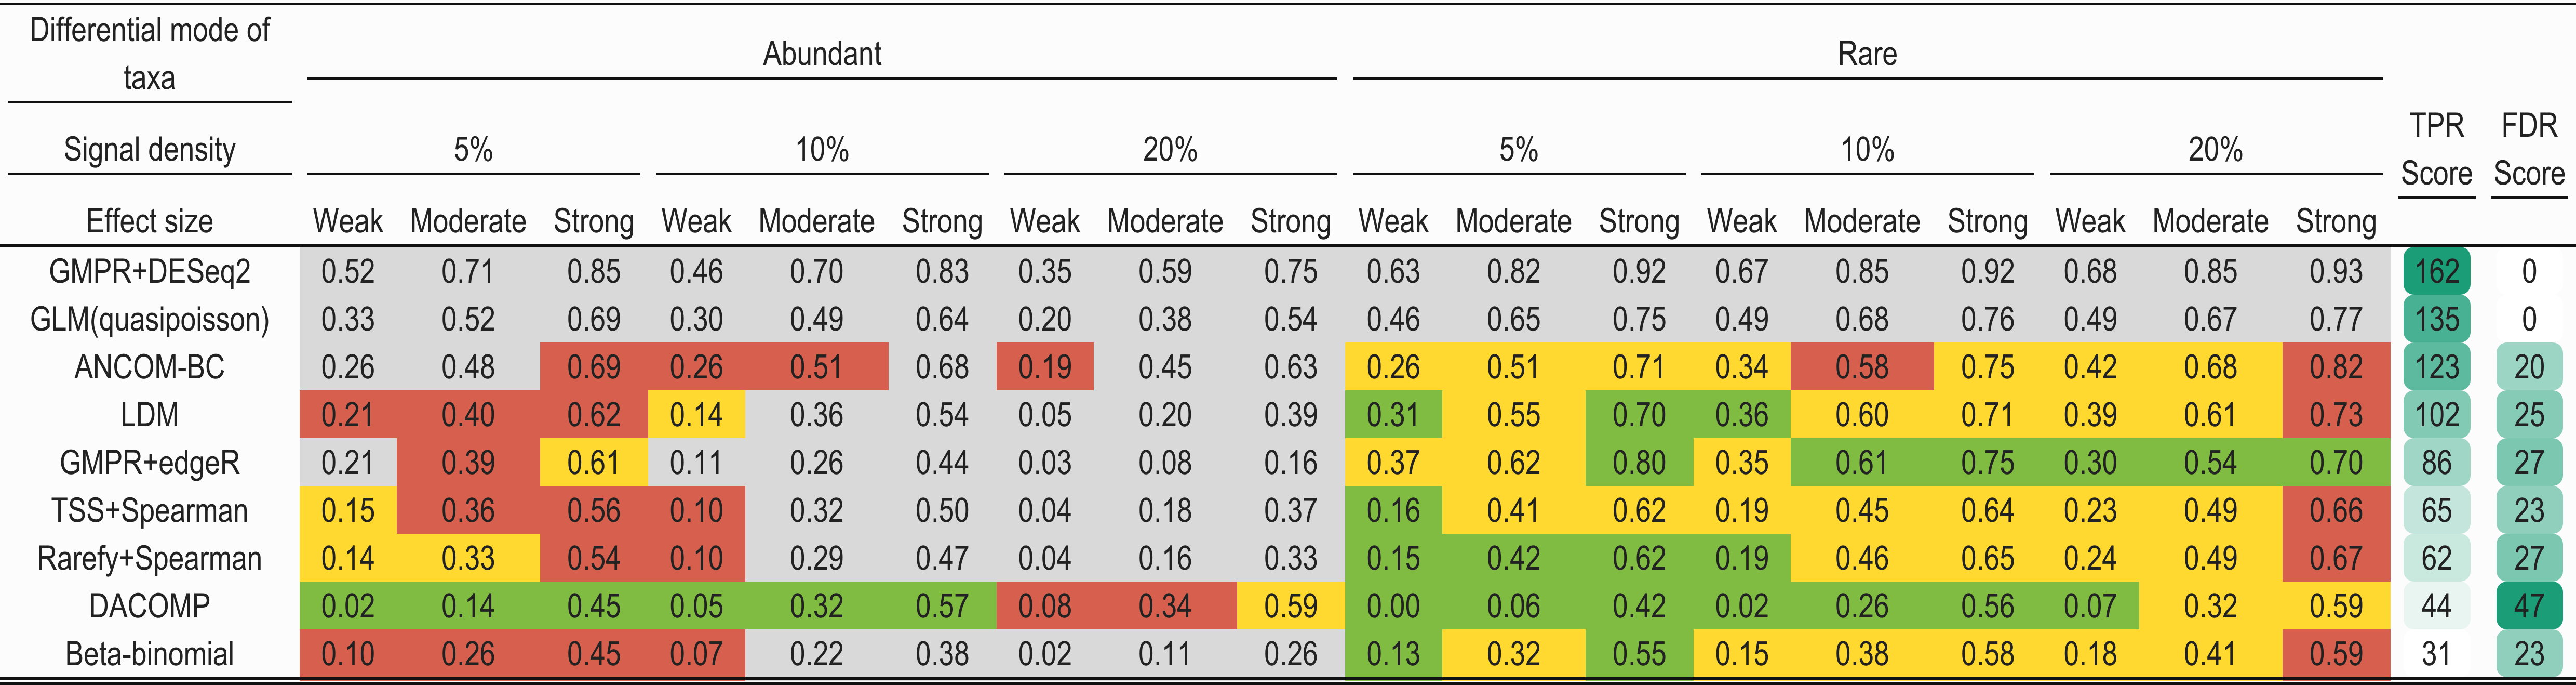 Differential mode of
taxa
Abundant
Rare
Signal density
5%
10%
20%
5%
10%
20%
TPR
Score
FDR
Score
Effect size Weak Moderate Strong Weak Moderate Strong Weak Moderate Strong Weak Moderate Strong Weak Moderate Strong Weak Moderate Strong
GMPR+DESeq2 0.52 0.71 0.85 0.46 0.70 0.83 0.35 0.59 0.75 0.63 0.82 0.92 0.67 0.85 0.92 0.68 0.85 0.93 162 0
GLM(quasipoisson) 0.33 0.52 0.69 0.30 0.49 0.64 0.20 0.38 0.54 0.46 0.65 0.75 0.49 0.68 0.76 0.49 0.67 0.77 135 0
ANCOM-BC 0.26 0.48 0.69 0.26 0.51 0.68 0.19 0.45 0.63 0.26 0.51 0.71 0.34 0.58 0.75 0.42 0.68 0.82 123 20
LDM 0.21 0.40 0.62 0.14 0.36 0.54 0.05 0.20 0.39 0.31 0.55 0.70 0.36 0.60 0.71 0.39 0.61 0.73 102 25
GMPR+edgeR 0.21 0.39 0.61 0.11 0.26 0.44 0.03 0.08 0.16 0.37 0.62 0.80 0.35 0.61 0.75 0.30 0.54 0.70 86 27
TSS+Spearman 0.15 0.36 0.56 0.10 0.32 0.50 0.04 0.18 0.37 0.16 0.41 0.62 0.19 0.45 0.64 0.23 0.49 0.66 65 23
Rarefy+Spearman 0.14 0.33 0.54 0.10 0.29 0.47 0.04 0.16 0.33 0.15 0.42 0.62 0.19 0.46 0.65 0.24 0.49 0.67 62 27
DACOMP 0.02 0.14 0.45 0.05 0.32 0.57 0.08 0.34 0.59 0.00 0.06 0.42 0.02 0.26 0.56 0.07 0.32 0.59 44 47
Beta-binomial 0.10 0.26 0.45 0.07 0.22 0.38 0.02 0.11 0.26 0.13 0.32 0.55 0.15 0.38 0.58 0.18 0.41 0.59 31 23